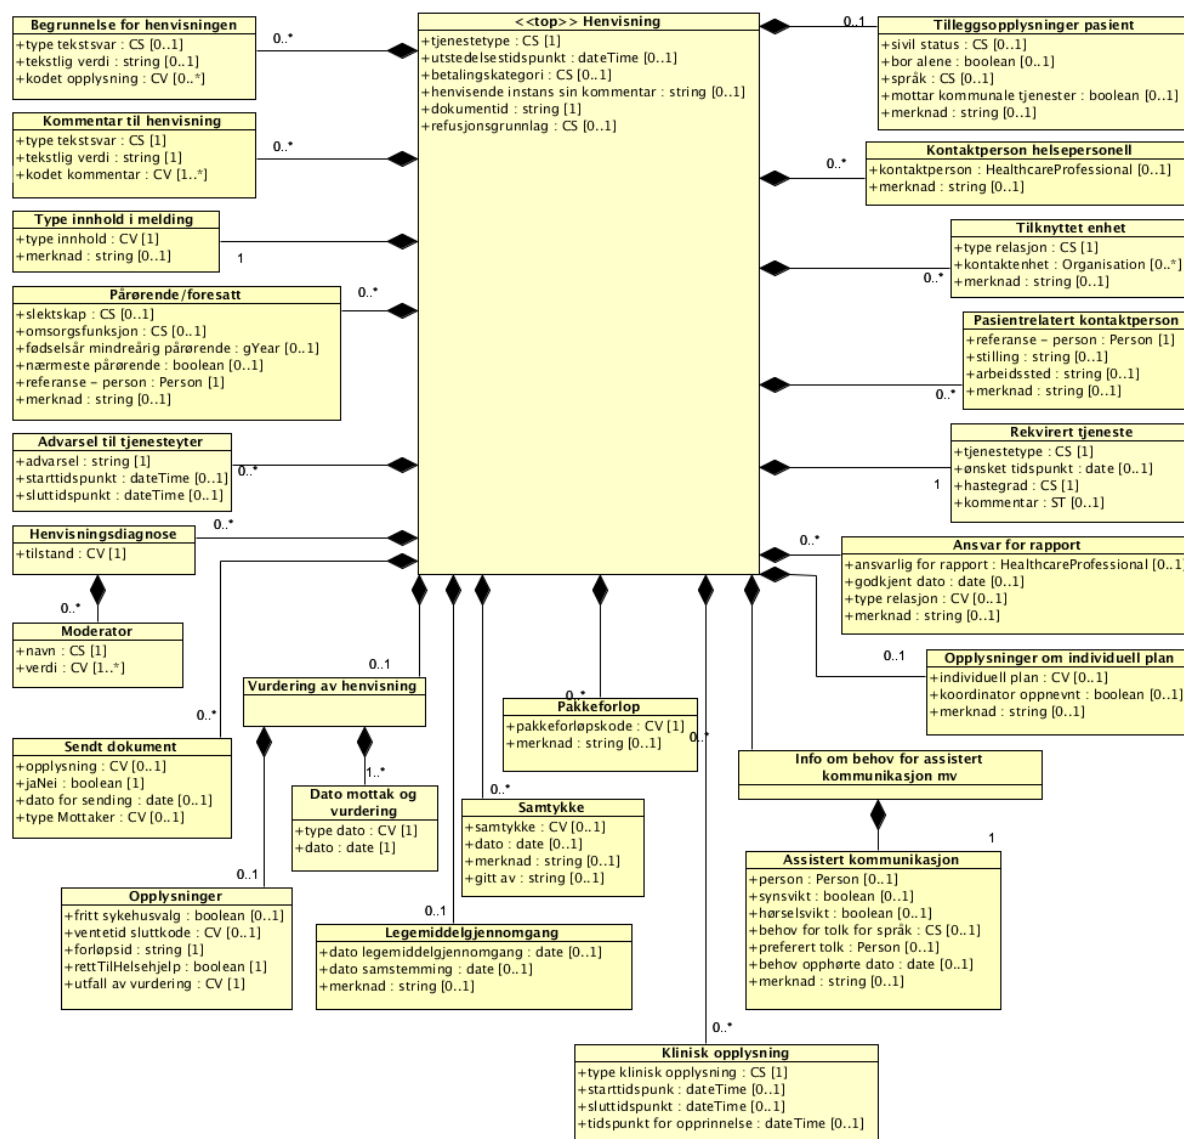 Begrunnelse for henvisningen
+type tekstsvar : CS [0..1]
+tekstlig verdi : string [0..1]
+kodet opplysning : CV [0..*]
0..*
<<top>> Henvisning
+tjenestetype : CS [1]
+utstedelsestidspunkt : dateTime [0..1]
+betalingskategori : CS [0..1]
+henvisende instans sin kommentar : string [0..1]
+dokumentid : string [1]
+refusjonsgrunnlag : CS [0..1]
0..1
Tilleggsopplysninger pasient
+sivil status : CS [0..1]
+bor alene : boolean [0..1]
+språk : CS [0..1]
+mottar kommunale tjenester : boolean [0..1]
+merknad : string [0..1]
Kommentar til henvisning
+type tekstsvar : CS [1]
+tekstlig verdi : string [1]
+kodet kommentar : CV [1..*]
0..*
0..*
Kontaktperson helsepersonell
+kontaktperson : HealthcareProfessional [0..1]
+merknad : string [0..1]
Type innhold i melding
+type innhold : CV [1]
+merknad : string [0..1]
1
Tilknyttet enhet
+type relasjon : CS [1]
+kontaktenhet : Organisation [0..*]
+merknad : string [0..1]
0..*
Pårørende/foresatt
+slektskap : CS [0..1]
+omsorgsfunksjon : CS [0..1]
+fødselsår mindreårig pårørende : gYear [0..1]
+nærmeste pårørende : boolean [0..1]
+referanse – person : Person [1]
+merknad : string [0..1]
0..*
Pasientrelatert kontaktperson
+referanse – person : Person [1]
+stilling : string [0..1]
+arbeidssted : string [0..1]
+merknad : string [0..1]
0..*
Advarsel til tjenesteyter
+advarsel : string [1]
+starttidspunkt : dateTime [0..1]
+sluttidspunkt : dateTime [0..1]
0..*
Rekvirert tjeneste
+tjenestetype : CS [1]
+ønsket tidspunkt : date [0..1]
+hastegrad : CS [1]
+kommentar : ST [0..1]
1
Henvisningsdiagnose
+tilstand : CV [1]
0..*
0..*
Ansvar for rapport
+ansvarlig for rapport : HealthcareProfessional [0..1]
+godkjent dato : date [0..1]
+type relasjon : CV [0..1]
+merknad : string [0..1]
0..*
Moderator
+navn : CS [1]
+verdi : CV [1..*]
0..1
Vurdering av henvisning
0..1
Opplysninger om individuell plan
+individuell plan : CV [0..1]
+koordinator oppnevnt : boolean [0..1]
+merknad : string [0..1]
0..*
Pakkeforlop
+pakkeforløpskode : CV [1]
+merknad : string [0..1]
0..*
0..*
Sendt dokument
+opplysning : CV [0..1]
+jaNei : boolean [1]
+dato for sending : date [0..1]
+type Mottaker : CV [0..1]
1..*
Dato mottak og
vurdering
+type dato : CV [1]
+dato : date [1]
0..*
Samtykke
+samtykke : CV [0..1]
+dato : date [0..1]
+merknad : string [0..1]
+gitt av : string [0..1]
Info om behov for assistert
kommunikasjon mv
1
Assistert kommunikasjon
+person : Person [0..1]
+synsvikt : boolean [0..1]
+hørselsvikt : boolean [0..1]
+behov for tolk for språk : CS [0..1]
+preferert tolk : Person [0..1]
+behov opphørte dato : date [0..1]
+merknad : string [0..1]
0..1
Opplysninger
+fritt sykehusvalg : boolean [0..1]
+ventetid sluttkode : CV [0..1]
+forløpsid : string [1]
+rettTilHelsehjelp : boolean [1]
+utfall av vurdering : CV [1]
0..1
Legemiddelgjennomgang
+dato legemiddelgjennomgang : date [0..1]
+dato samstemming : date [0..1]
+merknad : string [0..1]
0..*
Klinisk opplysning
+type klinisk opplysning : CS [1]
+starttidspunk : dateTime [0..1]
+sluttidspunkt : dateTime [0..1]
+tidspunkt for opprinnelse : dateTime [0..1]